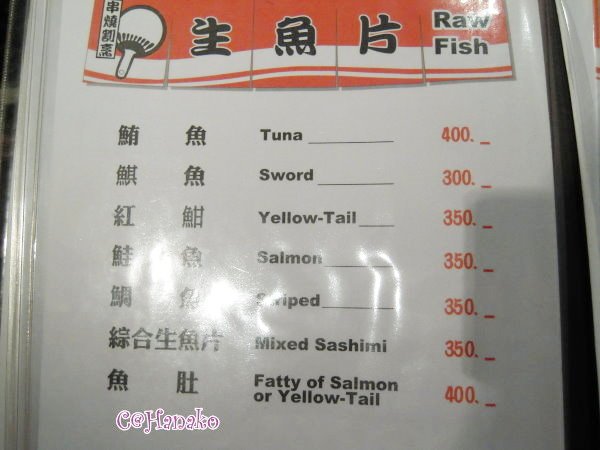 串燒割烹
生魚片 Raw Fish
鮪魚 Tuna 400._
鯕魚 Sword 300._
紅魽 Yellow-Tail 350._
鮭魚 Salmon 350._
鯛魚 Striped 350._
綜合生魚片 Mixed Sashimi 350._
魚肚 Fatty of Salmon or Yellow-Tail 400._
C@Hanako